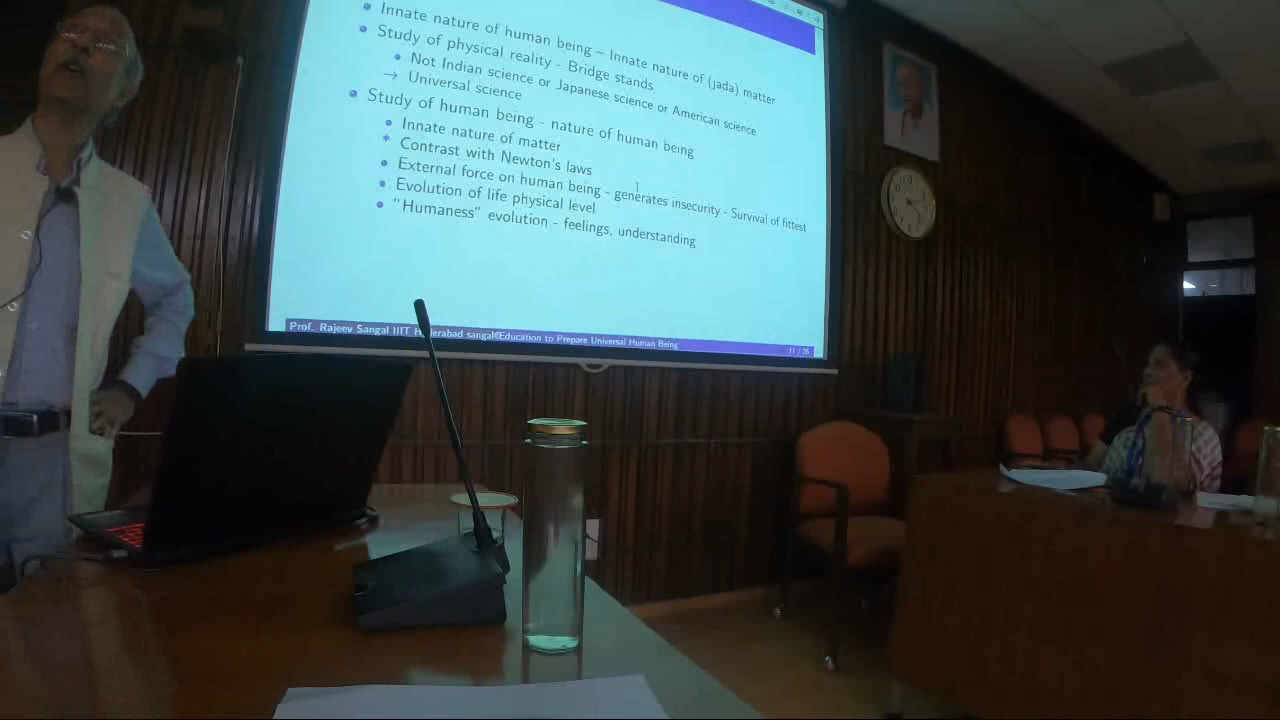 Innate nature of human being – Innate nature of (jada) matter
Study of physical reality - Bridge stands
Not Indian science or Japanese science or American science
→ Universal science
Study of human being - nature of human being
Innate nature of matter
* Contrast with Newton's laws
External force on human being - generates insecurity - Survival of fittest
Evolution of life physical level
"Humaness" evolution - feelings, understanding
Prof. Rajeev Sangal IIIT Education to Prepare Universal Human Being 11 / 26